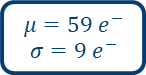 μ = 59 e⁻
σ = 9 e⁻